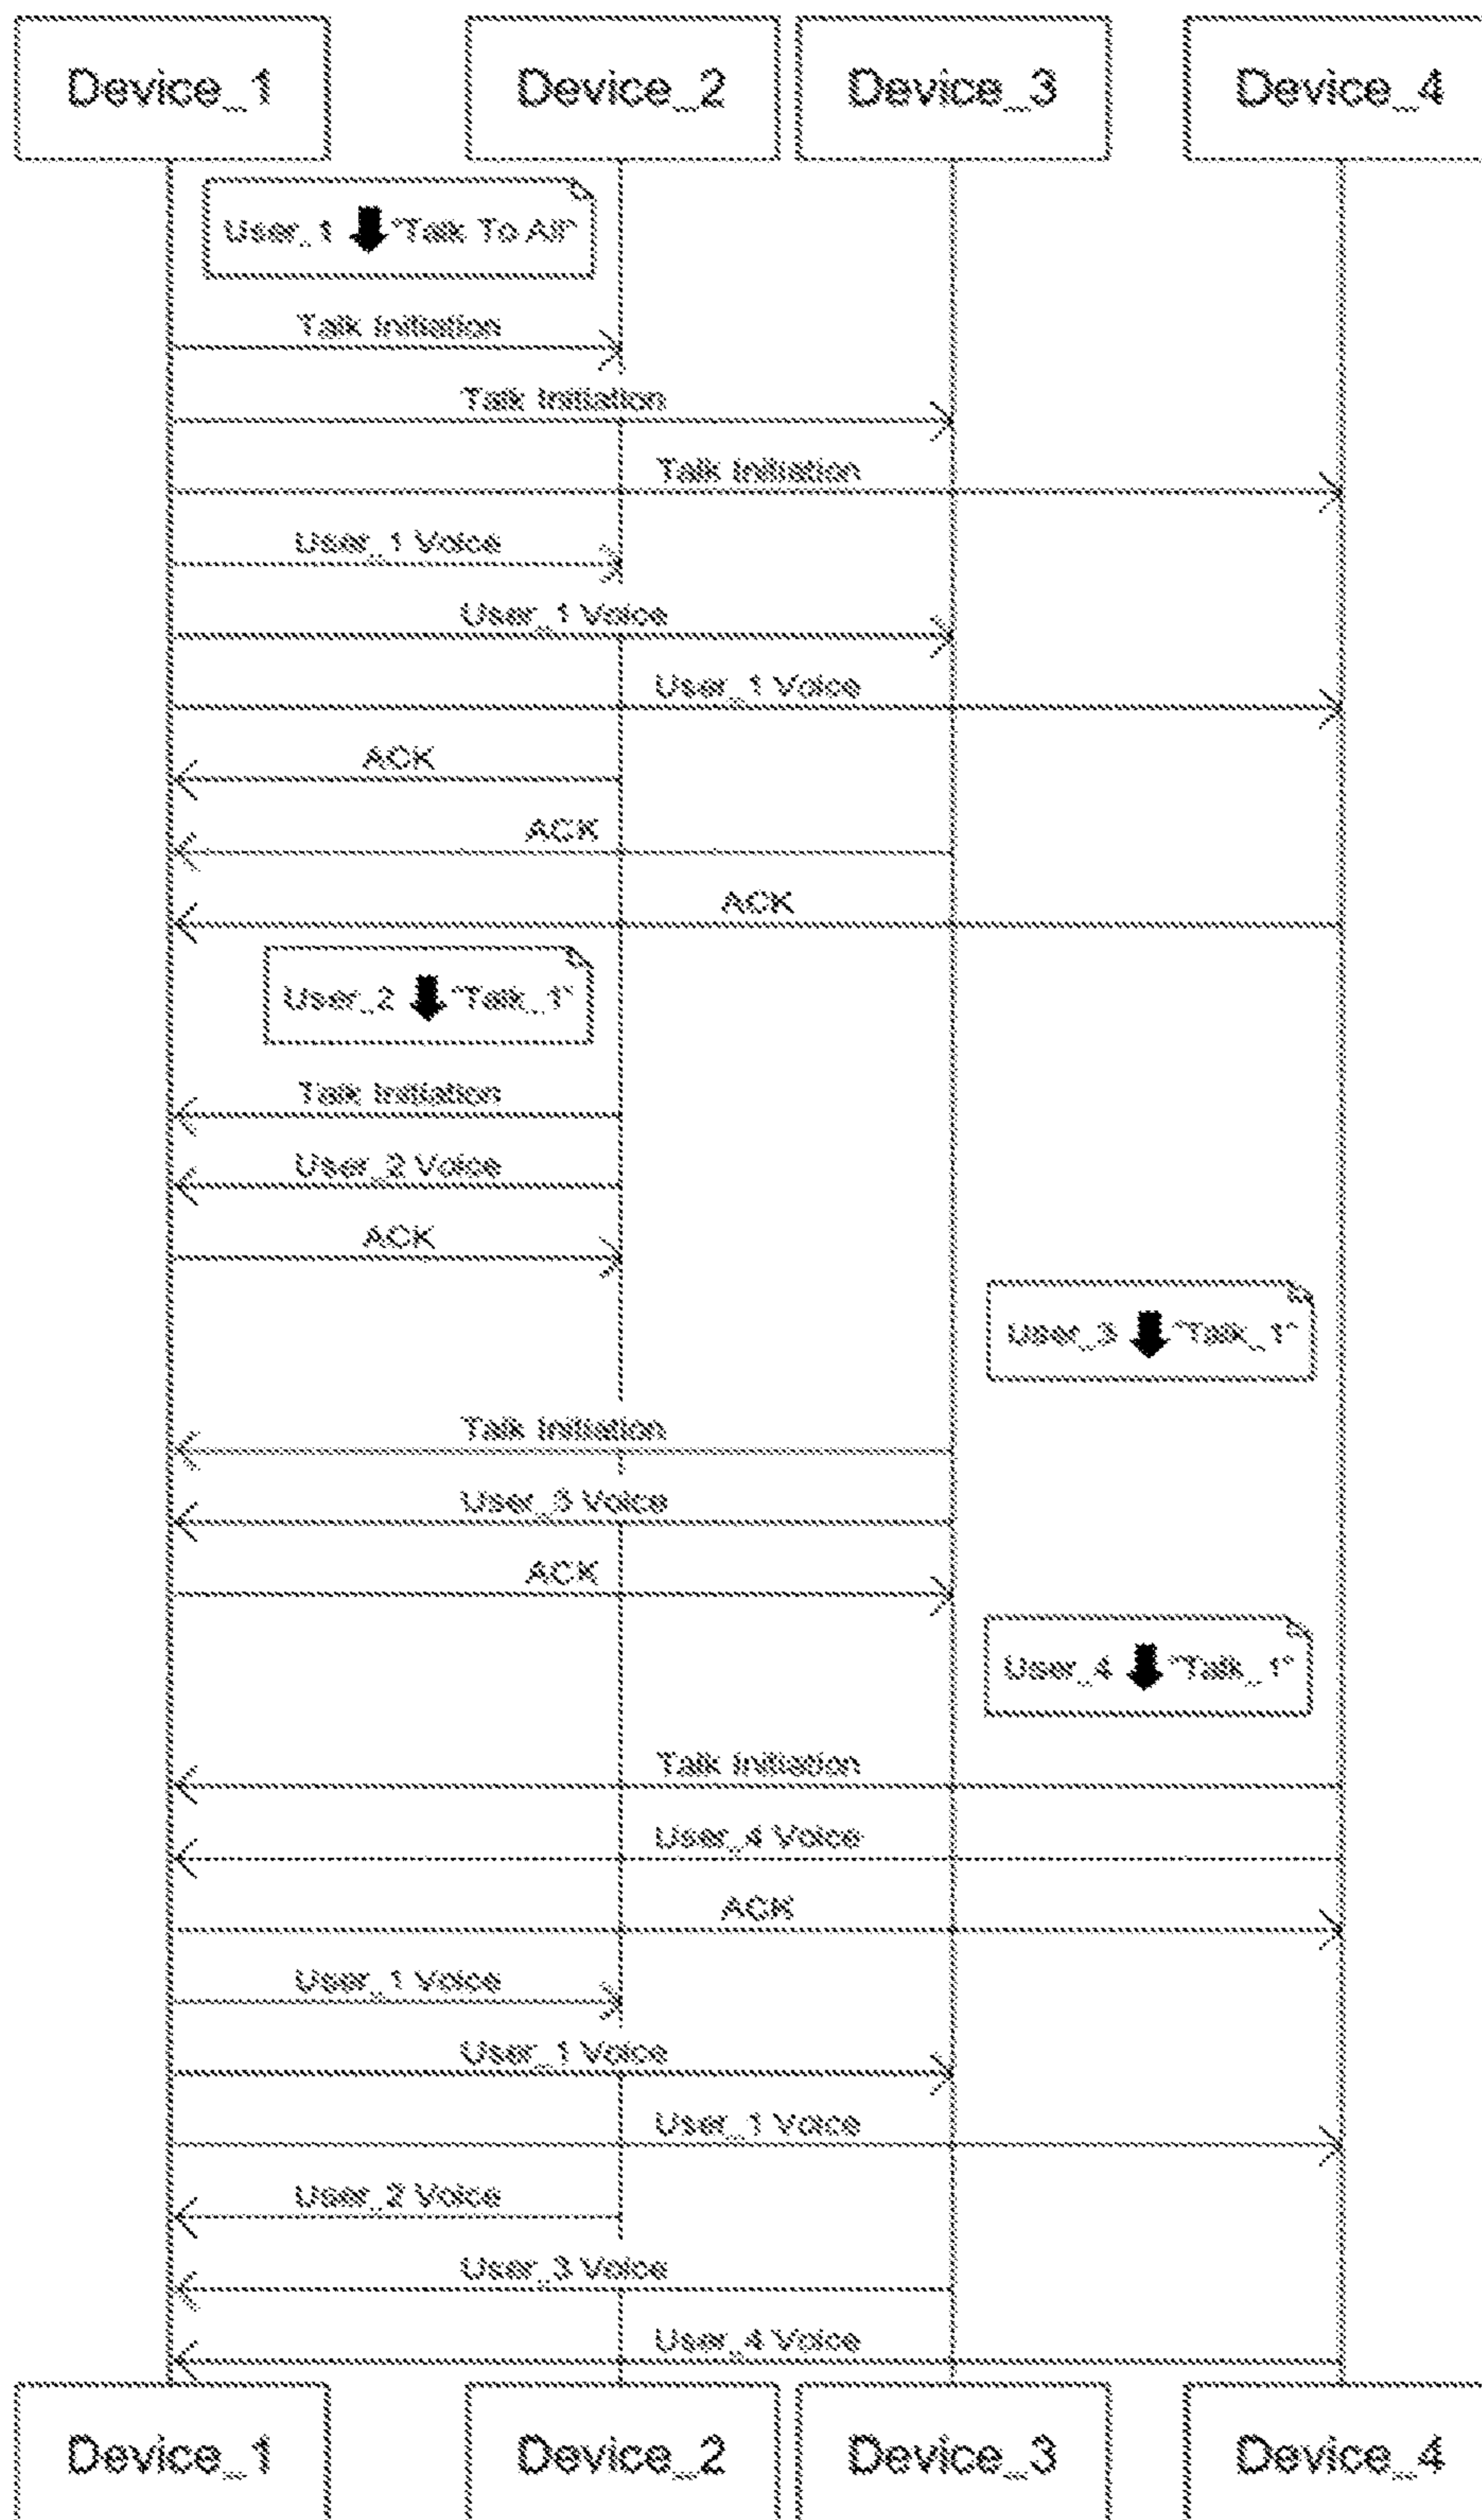 Device_1 Device_2 Device_3 Device_4
User_1 "Talk To All"
Talk Initiation
Talk Initiation
Talk Initiation
User_1 Voice
User_1 Voice
User_1 Voice
ACK
ACK
ACK
User_2 "Talk_1"
Talk Initiation
User_2 Voice
ACK
User_3 "Talk_1"
Talk Initiation
User_3 Voice
ACK
User_4 "Talk_1"
Talk Initiation
User_4 Voice
ACK
User_1 Voice
User_1 Voice
User_1 Voice
User_2 Voice
User_3 Voice
User_4 Voice
Device_1 Device_2 Device_3 Device_4